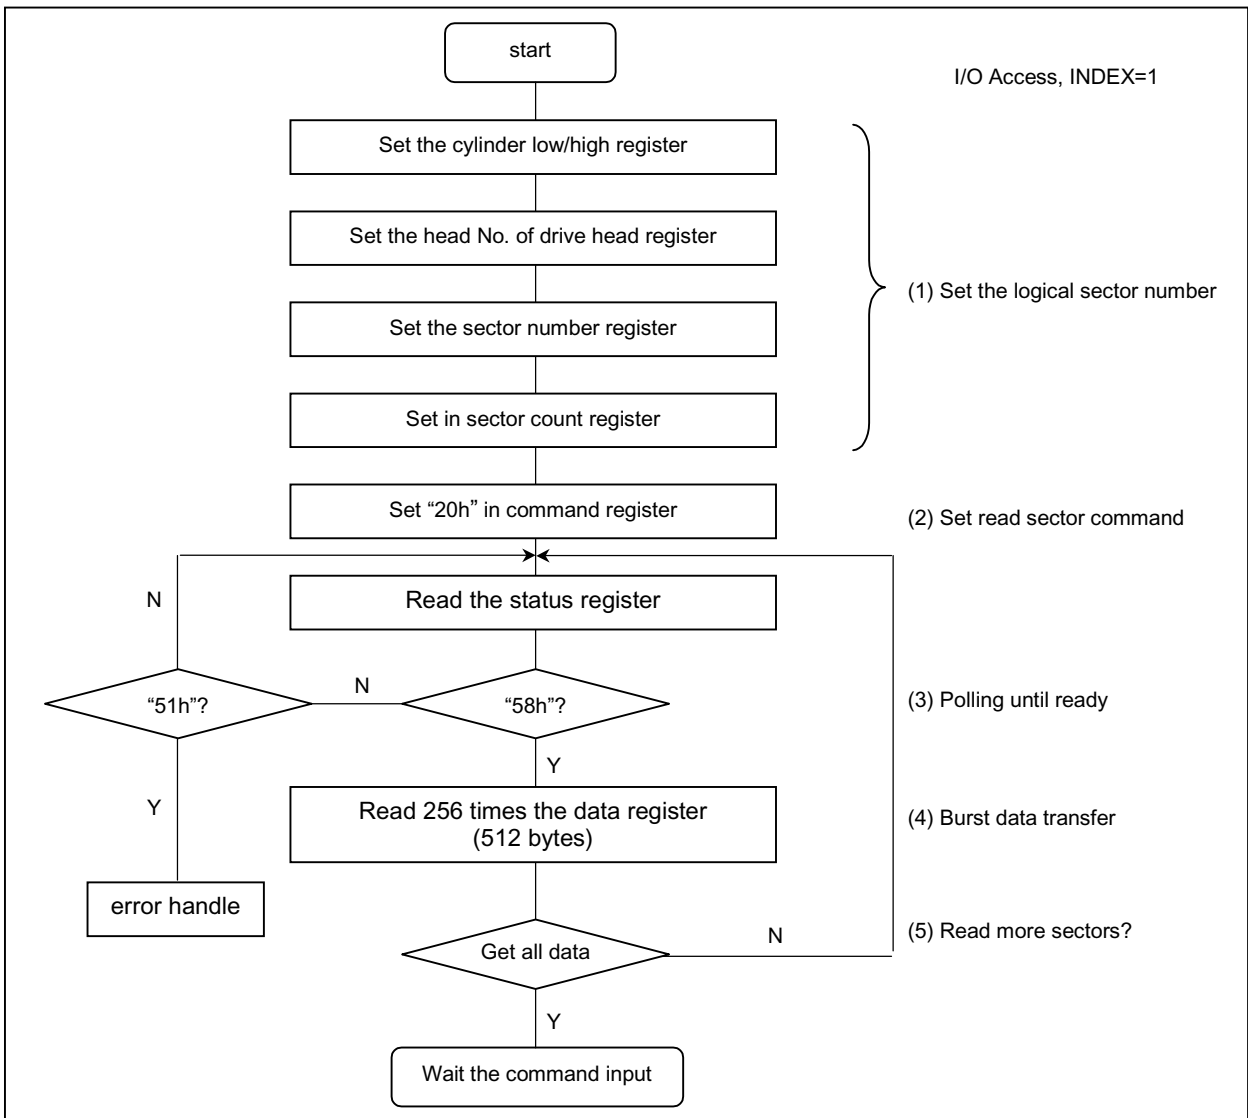 start
I/O Access, INDEX=1
Set the cylinder low/high register
Set the head No. of drive head register
(1) Set the logical sector number
Set the sector number register
Set in sector count register
Set “20h” in command register
(2) Set read sector command
N
Read the status register
“51h”?
N
“58h”?
(3) Polling until ready
Y
Y
Read 256 times the data register
(512 bytes)
(4) Burst data transfer
error handle
Get all data
N
(5) Read more sectors?
Y
Wait the command input